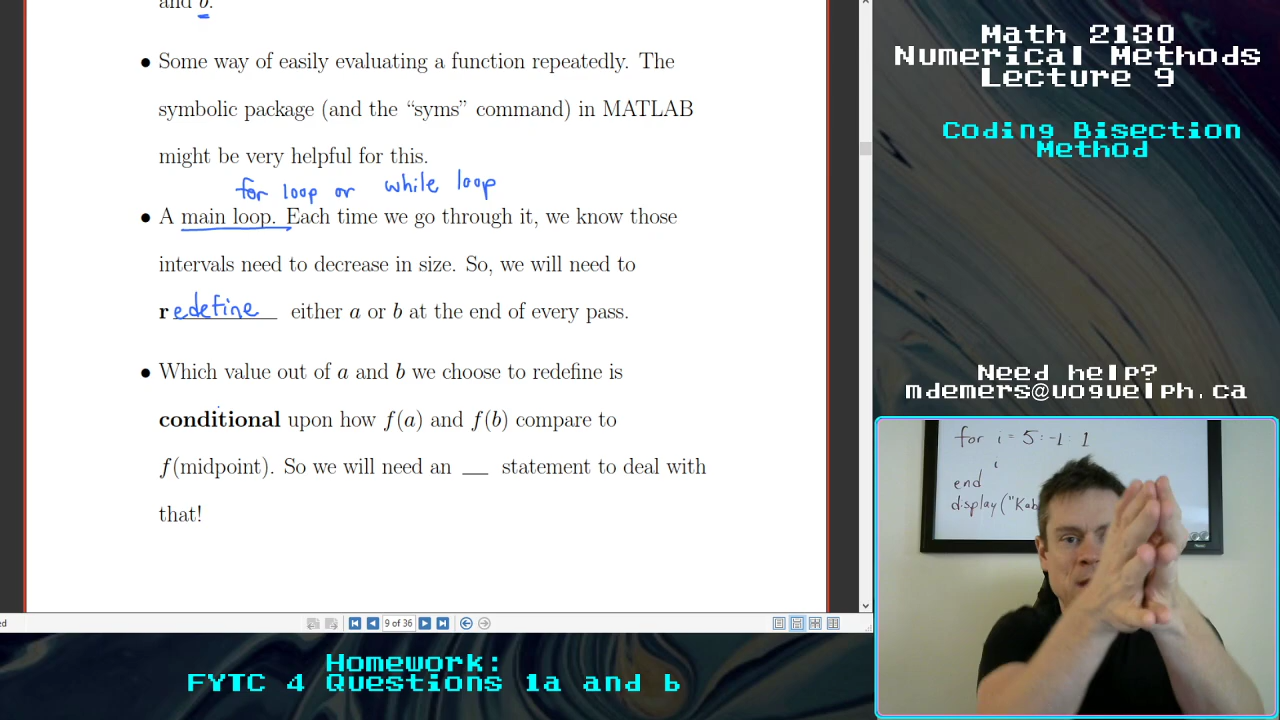 and b.
• Some way of easily evaluating a function repeatedly. The
symbolic package (and the “syms” command) in MATLAB
might be very helpful for this.
for loop or while loop
• A main loop. Each time we go through it, we know those
intervals need to decrease in size. So, we will need to
redefine either a or b at the end of every pass.
• Which value out of a and b we choose to redefine is
conditional upon how f(a) and f(b) compare to
f(midpoint). So we will need an __ statement to deal with
that!
9 of 36
Math 2130
Numerical Methods
Lecture 9
Coding Bisection
Method
Need help?
mdemers@uoguelph.ca
for i = 5:-1:1
i
end
display("Kab
Homework:
FYTC 4 Questions 1a and b